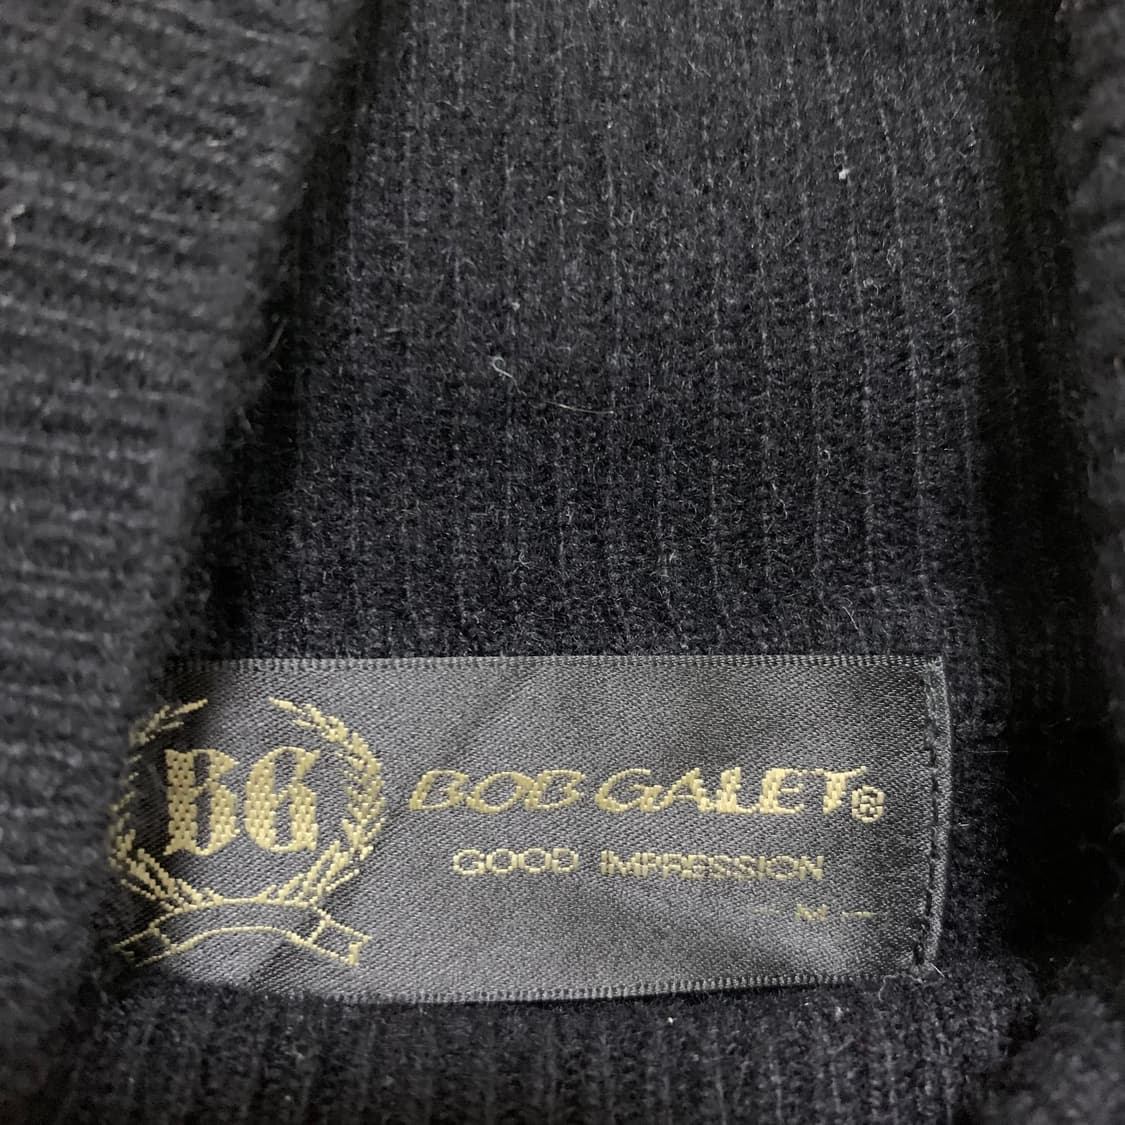 BG
BOB GALET®
GOOD IMPRESSION
- M -